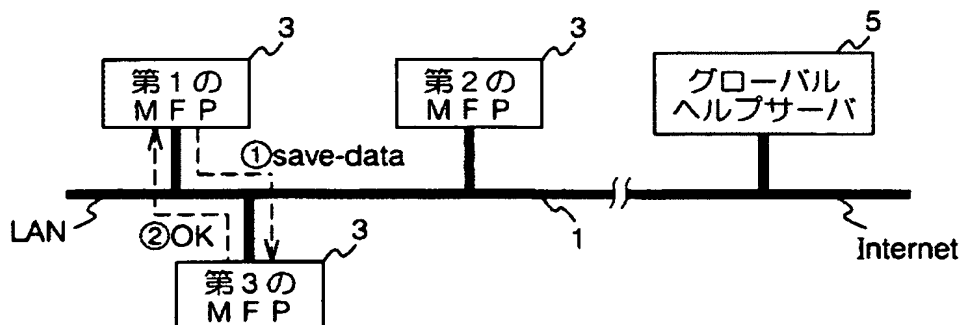 3
3
5
第1の
MFP
第2の
MFP
グローバル
ヘルプサーバ
①save-data
LAN
②OK
3
1
Internet
第3の
MFP